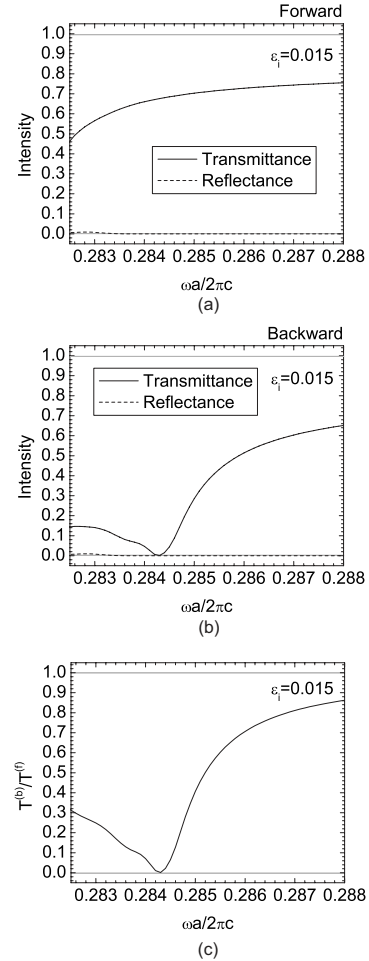 Forward
1.0
0.9
0.8
0.7
0.6
0.5
0.4
0.3
0.2
0.1
0.0
Intensity
εi=0.015
Transmittance
Reflectance
0.283 0.284 0.285 0.286 0.287 0.288
ωa/2πc
(a)
Backward
1.0
0.9
0.8
0.7
0.6
0.5
0.4
0.3
0.2
0.1
0.0
Intensity
εi=0.015
Transmittance
Reflectance
0.283 0.284 0.285 0.286 0.287 0.288
ωa/2πc
(b)
1.0
0.9
0.8
0.7
0.6
0.5
0.4
0.3
0.2
0.1
0.0
T(b)/T(f)
εi=0.015
0.283 0.284 0.285 0.286 0.287 0.288
ωa/2πc
(c)